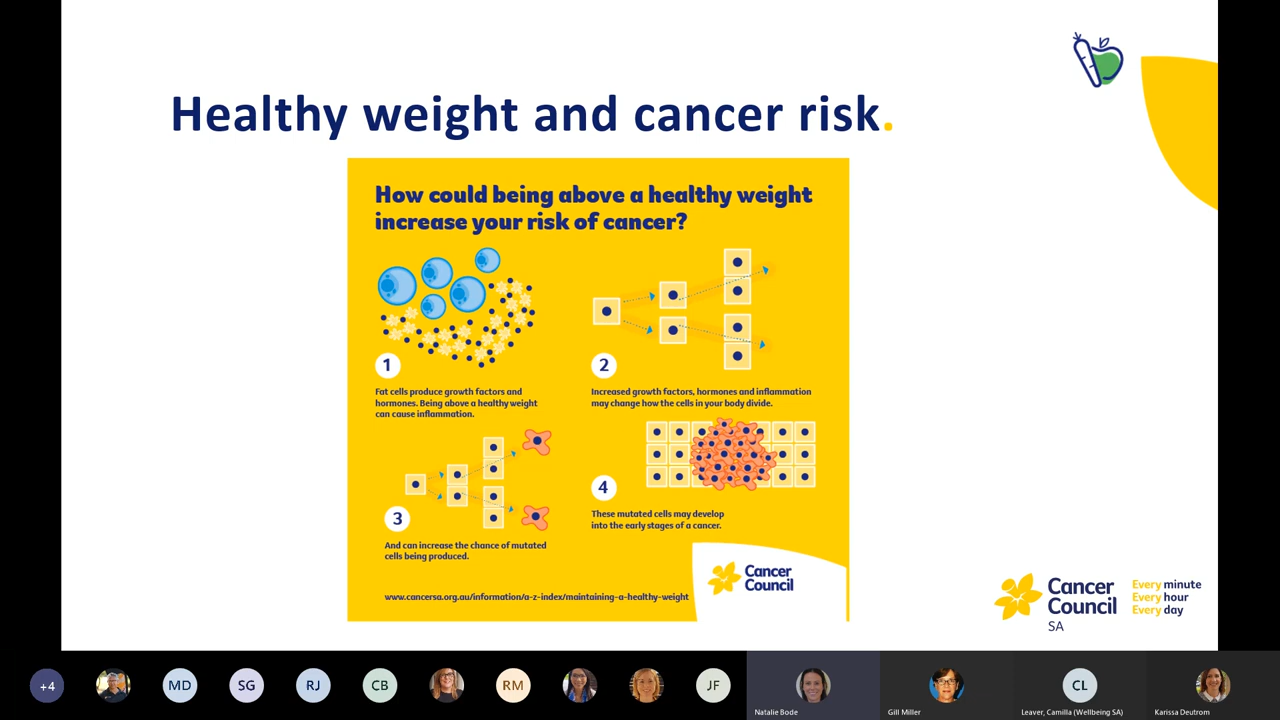 Healthy weight and cancer risk.
How could being above a healthy weight
increase your risk of cancer?
1
Fat cells produce growth factors and
hormones. Being above a healthy weight
can cause inflammation.
2
Increased growth factors, hormones and inflammation
may change how the cells in your body divide.
3
And can increase the chance of mutated
cells being produced.
4
These mutated cells may develop
into the early stages of a cancer.
www.cancersa.org.au/information/a-z-index/maintaining-a-healthy-weight
Cancer
Council
Cancer
Council
SA
Every minute
Every hour
Every day
+4
MD
SG
RJ
CB
RM
JF
Natalie Bode
Gill Miller
CL
Leaver, Camilla (Wellbeing SA)
Karissa Deutrom